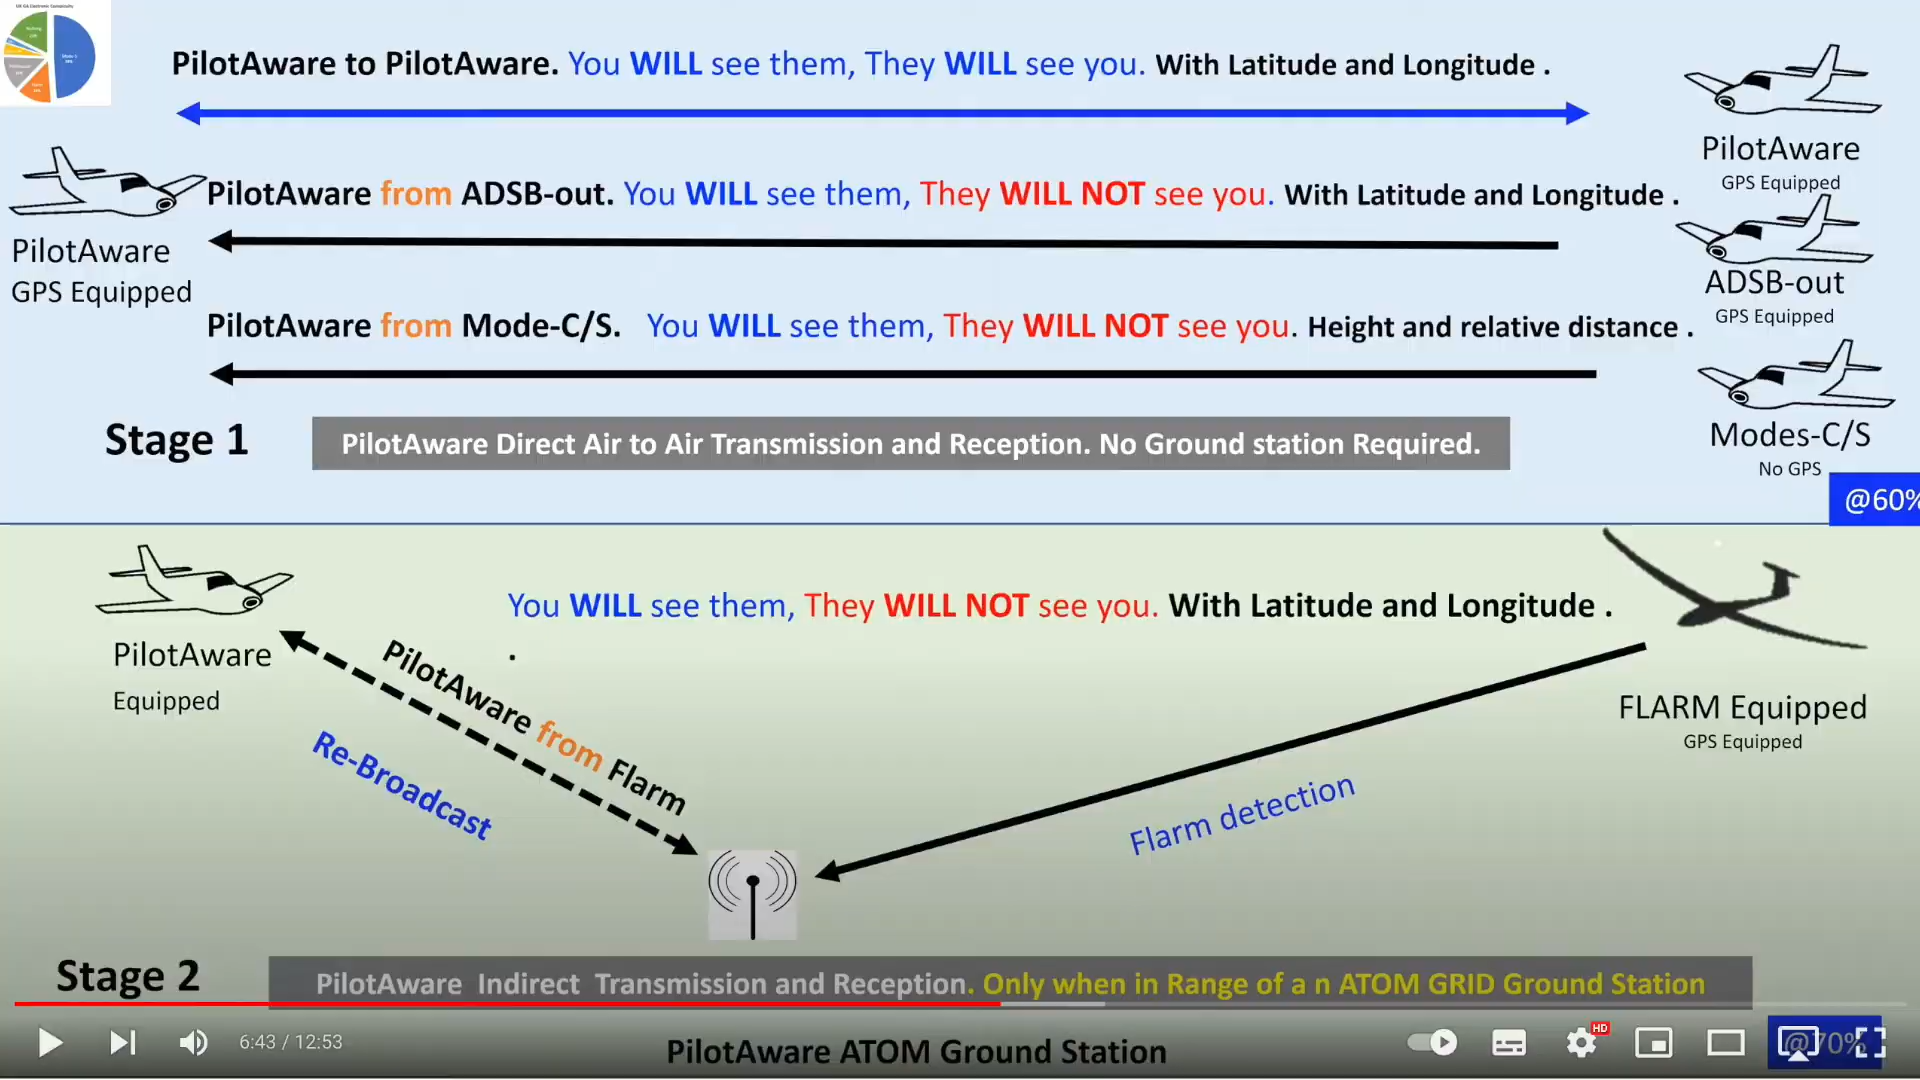 UK GA Electronic Conspicuity
PilotAware to PilotAware. You WILL see them, They WILL see you. With Latitude and Longitude .
PilotAware
GPS Equipped
PilotAware from ADSB-out. You WILL see them, They WILL NOT see you. With Latitude and Longitude .
PilotAware
GPS Equipped
ADSB-out
GPS Equipped
PilotAware from Mode-C/S. You WILL see them, They WILL NOT see you. Height and relative distance .
Modes-C/S
No GPS
Stage 1
PilotAware Direct Air to Air Transmission and Reception. No Ground station Required.
@60%
You WILL see them, They WILL NOT see you. With Latitude and Longitude .
.
PilotAware
Equipped
PilotAware from Flarm
Re-Broadcast
FLARM Equipped
GPS Equipped
Flarm detection
Stage 2
PilotAware Indirect Transmission and Reception. Only when in Range of a n ATOM GRID Ground Station
6:43 / 12:53
PilotAware ATOM Ground Station
HD
@70%